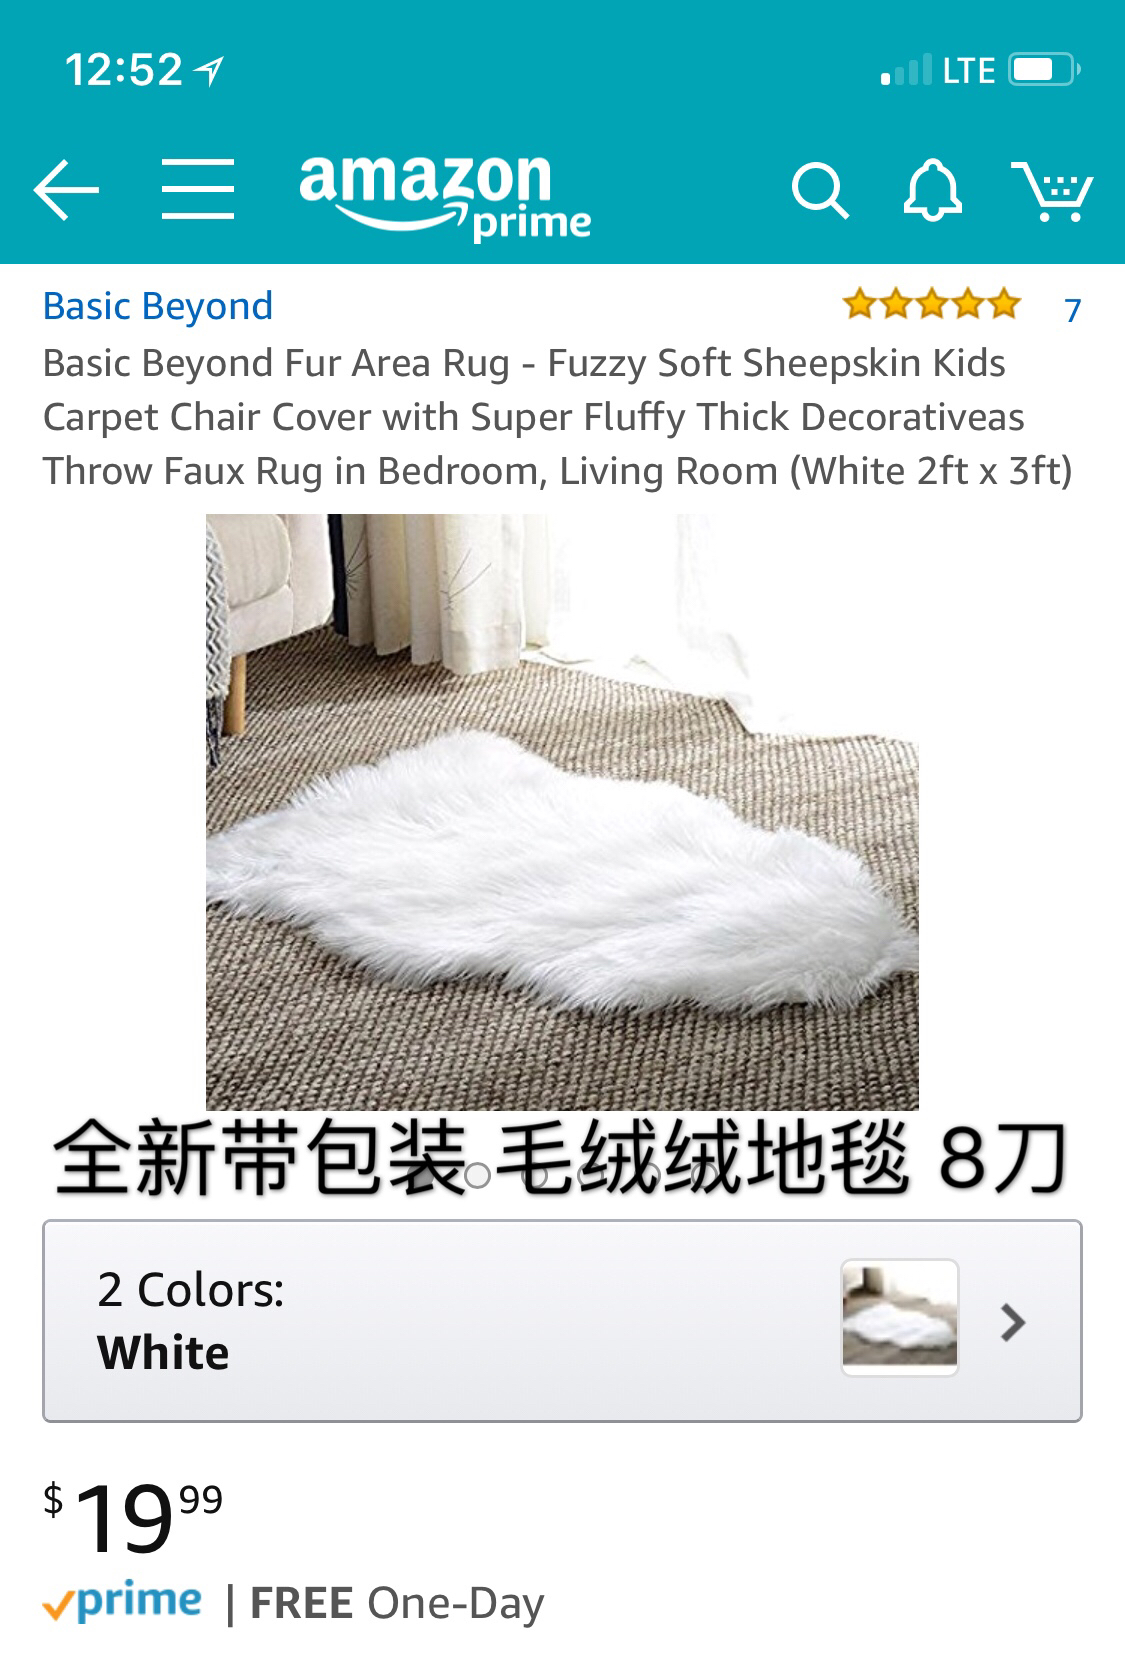 12:52 LTE
amazon
prime
Basic Beyond 7
Basic Beyond Fur Area Rug - Fuzzy Soft Sheepskin Kids
Carpet Chair Cover with Super Fluffy Thick Decorativeas
Throw Faux Rug in Bedroom, Living Room (White 2ft x 3ft)
全新带包装 毛绒绒地毯 8刀
2 Colors:
White
$19 99
prime | FREE One-Day